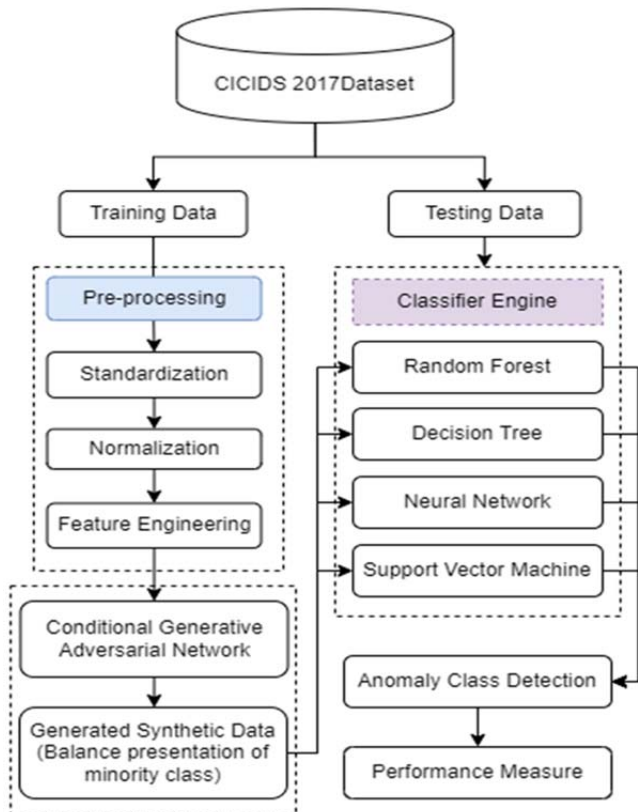 CICIDS 2017Dataset
Training Data
Testing Data
Pre-processing
Standardization
Normalization
Feature Engineering
Conditional Generative
Adversarial Network
Generated Synthetic Data
(Balance presentation of
minority class)
Classifier Engine
Random Forest
Decision Tree
Neural Network
Support Vector Machine
Anomaly Class Detection
Performance Measure